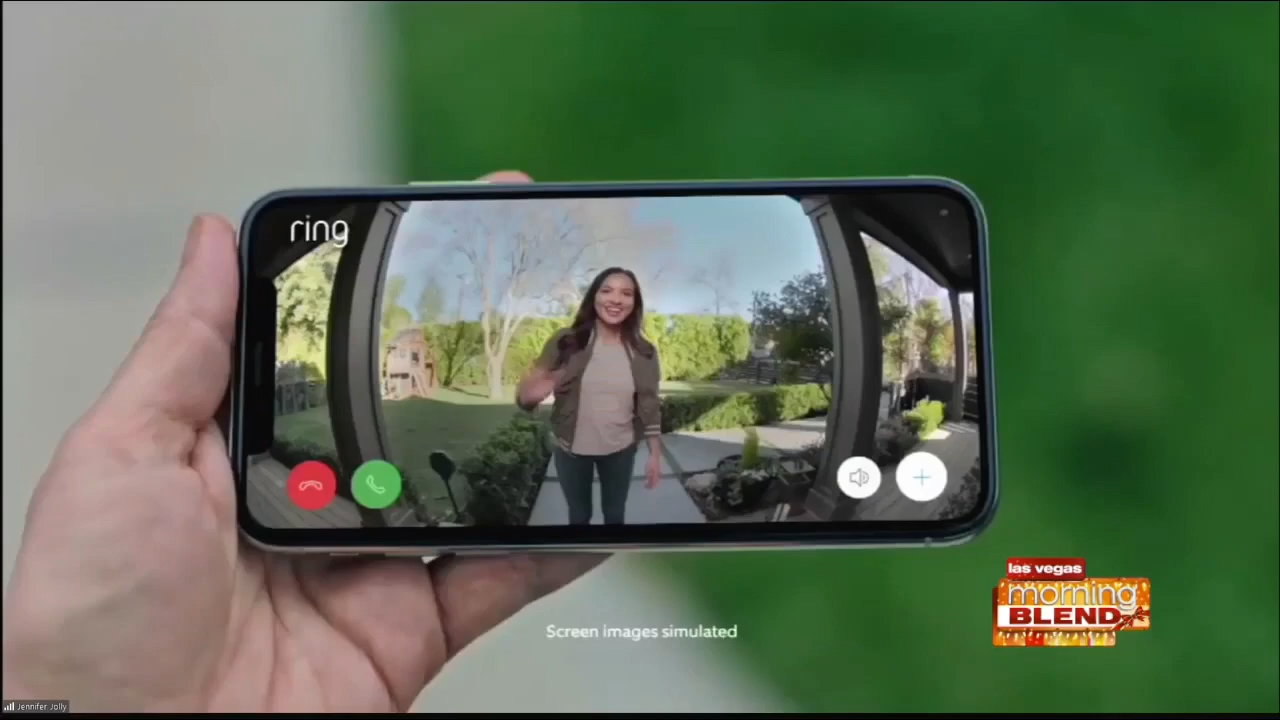 ring
Screen images simulated
las vegas
morning
BLEND
Jennifer Jolly